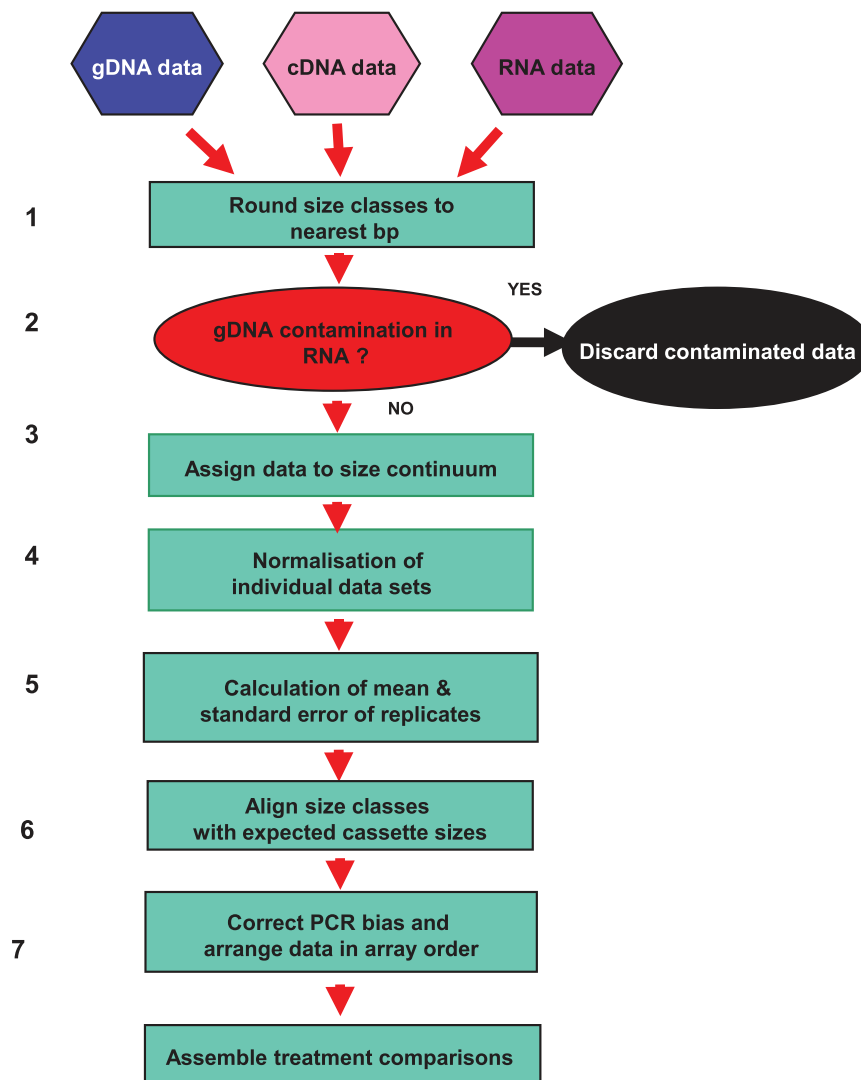 gDNA data
cDNA data
RNA data
1
Round size classes to
nearest bp
2
gDNA contamination in
RNA ?
YES
Discard contaminated data
NO
3
Assign data to size continuum
4
Normalisation of
individual data sets
5
Calculation of mean &
standard error of replicates
6
Align size classes
with expected cassette sizes
7
Correct PCR bias and
arrange data in array order
Assemble treatment comparisons